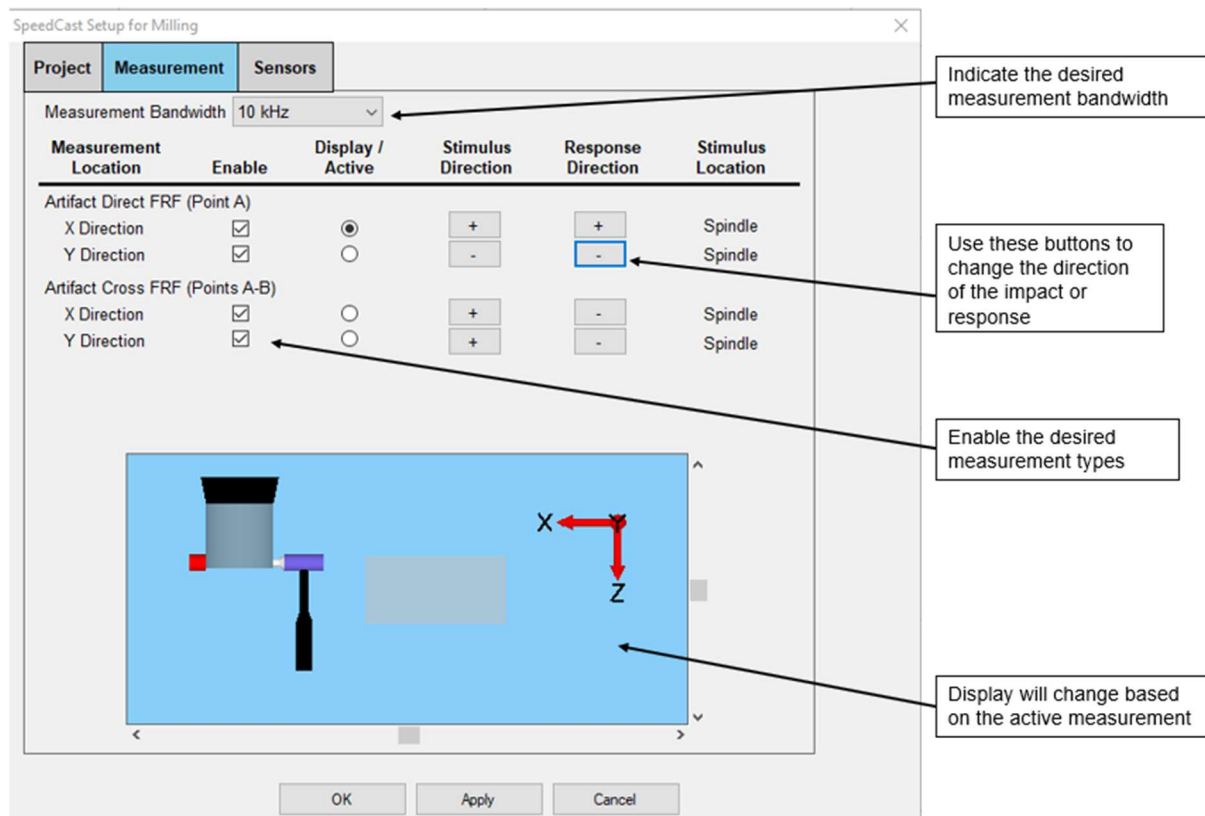 SpeedCast Setup for Milling
Project Measurement Sensors
Measurement Bandwidth 10 kHz
Measurement Location Enable Display / Active Stimulus Direction Response Direction Stimulus Location
Artifact Direct FRF (Point A)
X Direction + + Spindle
Y Direction - - Spindle
Artifact Cross FRF (Points A-B)
X Direction + - Spindle
Y Direction + - Spindle
X Y
Z
OK Apply Cancel
Indicate the desired
measurement bandwidth
Use these buttons to
change the direction
of the impact or
response
Enable the desired
measurement types
Display will change based
on the active measurement